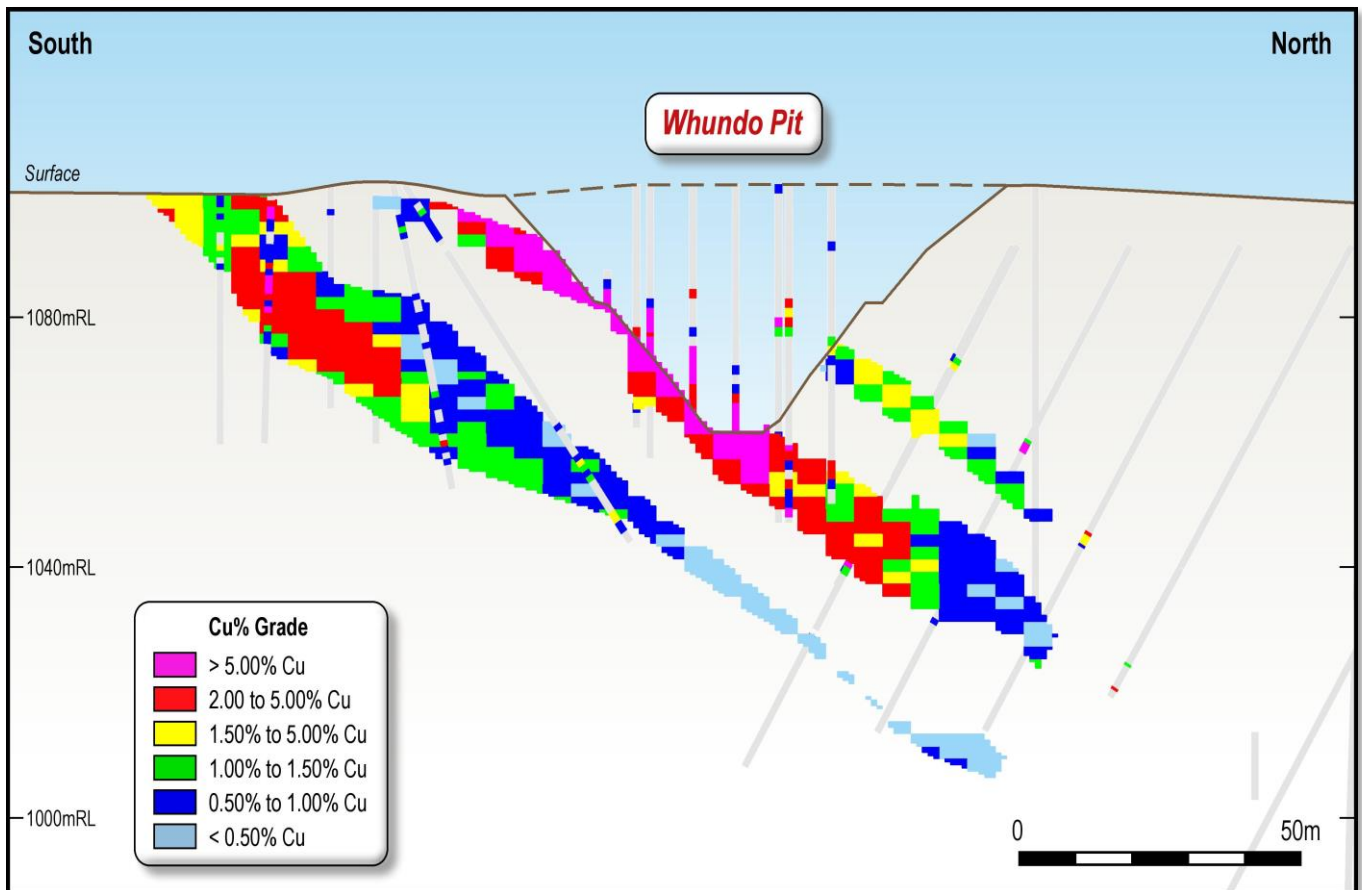 South
North
Whundo Pit
Surface
1080mRL
1040mRL
1000mRL
Cu% Grade
> 5.00% Cu
2.00 to 5.00% Cu
1.50% to 5.00% Cu
1.00% to 1.50% Cu
0.50% to 1.00% Cu
< 0.50% Cu
0
50m